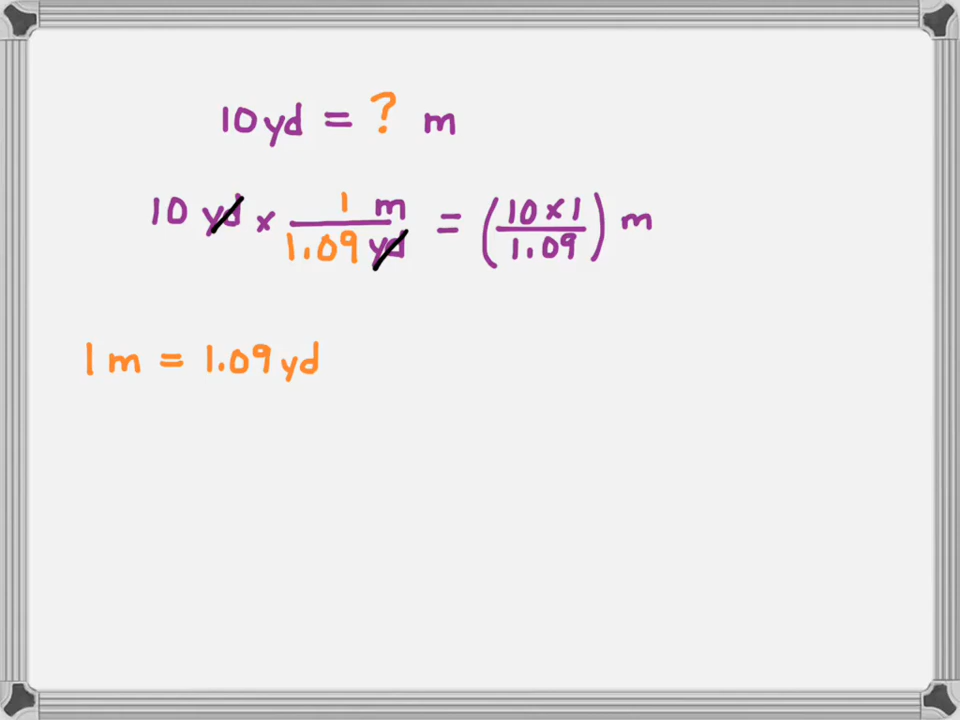 10 yd = ? m
10 yd × 1 m / 1.09 yd = (10 × 1 / 1.09) m
1 m = 1.09 yd